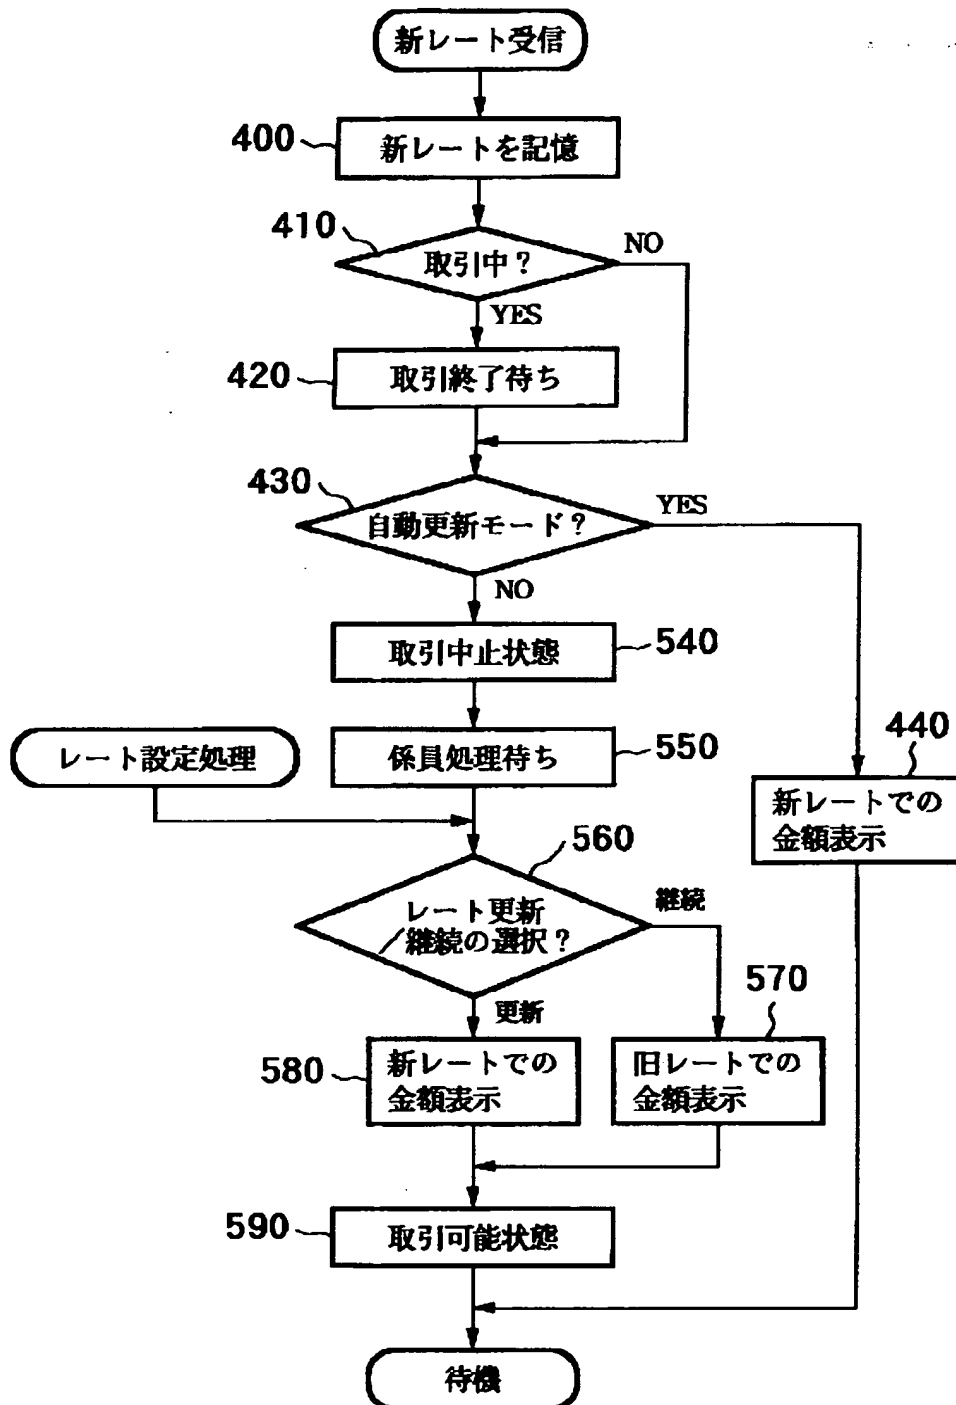 新レート受信
400
新レートを記憶
410
取引中？
NO
YES
420
取引終了待ち
430
自動更新モード？
YES
NO
取引中止状態
540
レート設定処理
係員処理待ち
550
440
新レートでの
金額表示
560
レート更新
／継続の選択？
継続
更新
570
580
新レートでの
金額表示
旧レートでの
金額表示
590
取引可能状態
待機